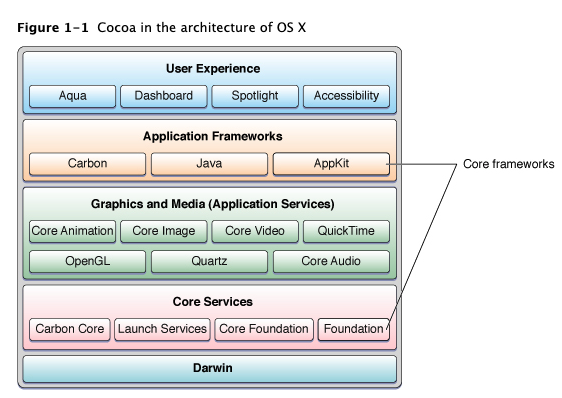 Figure 1-1 Cocoa in the architecture of OS X
User Experience
Aqua Dashboard Spotlight Accessibility
Application Frameworks
Carbon Java AppKit Core frameworks
Graphics and Media (Application Services)
Core Animation Core Image Core Video QuickTime
OpenGL Quartz Core Audio
Core Services
Carbon Core Launch Services Core Foundation Foundation
Darwin